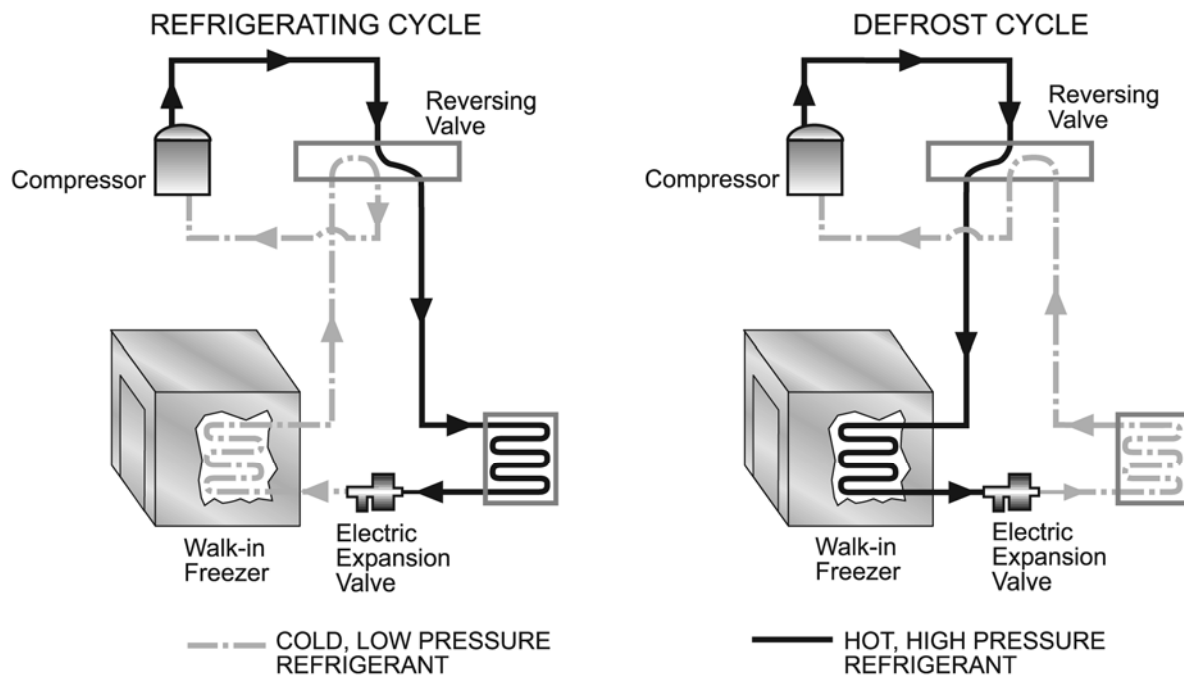 REFRIGERATING CYCLE
Reversing
Valve
Compressor
Walk-in
Freezer
Electric
Expansion
Valve
DEFROST CYCLE
Reversing
Valve
Compressor
Walk-in
Freezer
Electric
Expansion
Valve
COLD, LOW PRESSURE
REFRIGERANT
HOT, HIGH PRESSURE
REFRIGERANT